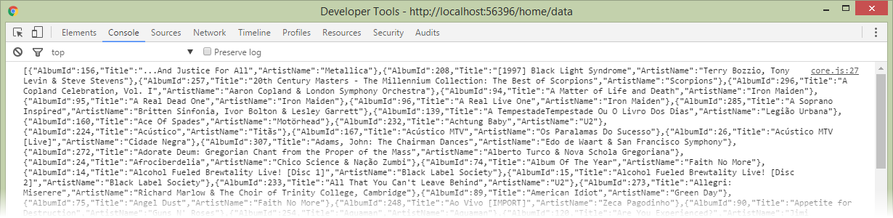 Developer Tools - http://localhost:56396/home/data
Elements Console Sources Network Timeline Profiles Resources Security Audits
top Preserve log
[{"AlbumId":156,"Title":"...And Justice For All","ArtistName":"Metallica"},{"AlbumId":208,"Title":"[1997] Black Light Syndrome","ArtistName":"Terry Bozzio, Tony core.js:27
Levin & Steve Stevens"},{"AlbumId":257,"Title":"20th Century Masters - The Millennium Collection: The Best of Scorpions","ArtistName":"Scorpions"},{"AlbumId":296,"Title":"A
Copland Celebration, Vol. I","ArtistName":"Aaron Copland & London Symphony Orchestra"},{"AlbumId":94,"Title":"A Matter of Life and Death","ArtistName":"Iron Maiden"},
{"AlbumId":95,"Title":"A Real Dead One","ArtistName":"Iron Maiden"},{"AlbumId":96,"Title":"A Real Live One","ArtistName":"Iron Maiden"},{"AlbumId":285,"Title":"A Soprano
Inspired","ArtistName":"Britten Sinfonia, Ivor Bolton & Lesley Garrett"},{"AlbumId":139,"Title":"A TempestadeTempestade Ou O Livro Dos Dias","ArtistName":"Legião Urbana"},
{"AlbumId":160,"Title":"Ace Of Spades","ArtistName":"Motörhead"},{"AlbumId":232,"Title":"Achtung Baby","ArtistName":"U2"},
{"AlbumId":224,"Title":"Acústico","ArtistName":"Titãs"},{"AlbumId":167,"Title":"Acústico MTV","ArtistName":"Os Paralamas Do Sucesso"},{"AlbumId":26,"Title":"Acústico MTV
[Live]","ArtistName":"Cidade Negra"},{"AlbumId":307,"Title":"Adams, John: The Chairman Dances","ArtistName":"Edo de Waart & San Francisco Symphony"},
{"AlbumId":272,"Title":"Adorate Deum: Gregorian Chant from the Proper of the Mass","ArtistName":"Alberto Turco & Nova Schola Gregoriana"},
{"AlbumId":24,"Title":"Afrociberdelia","ArtistName":"Chico Science & Nação Zumbi"},{"AlbumId":74,"Title":"Album Of The Year","ArtistName":"Faith No More"},
{"AlbumId":14,"Title":"Alcohol Fueled Brewtality Live! [Disc 1]","ArtistName":"Black Label Society"},{"AlbumId":15,"Title":"Alcohol Fueled Brewtality Live! [Disc
2]","ArtistName":"Black Label Society"},{"AlbumId":233,"Title":"All That You Can't Leave Behind","ArtistName":"U2"},{"AlbumId":273,"Title":"Allegri:
Miserere","ArtistName":"Richard Marlow & The Choir of Trinity College, Cambridge"},{"AlbumId":89,"Title":"American Idiot","ArtistName":"Green Day"},
{"AlbumId":75,"Title":"Angel Dust","ArtistName":"Faith No More"},{"AlbumId":248,"Title":"Ao Vivo [IMPORT]","ArtistName":"Zeca Pagodinho"},{"AlbumId":90,"Title":"Appetite for